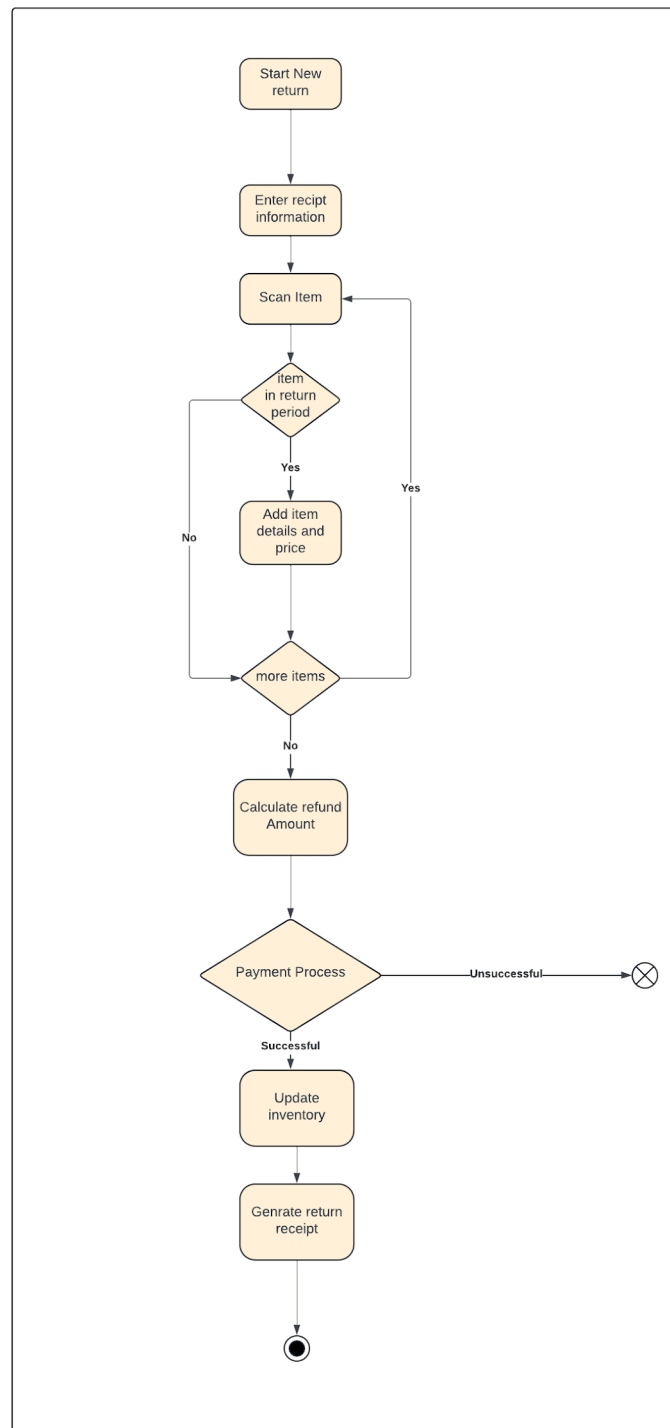 Start New
return
Enter recipt
information
Scan Item
item
in return
period
Yes
Yes
No
Add item
details and
price
more items
No
Calculate refund
Amount
Payment Process
Unsuccessful
Successful
Update
inventory
Genrate return
receipt